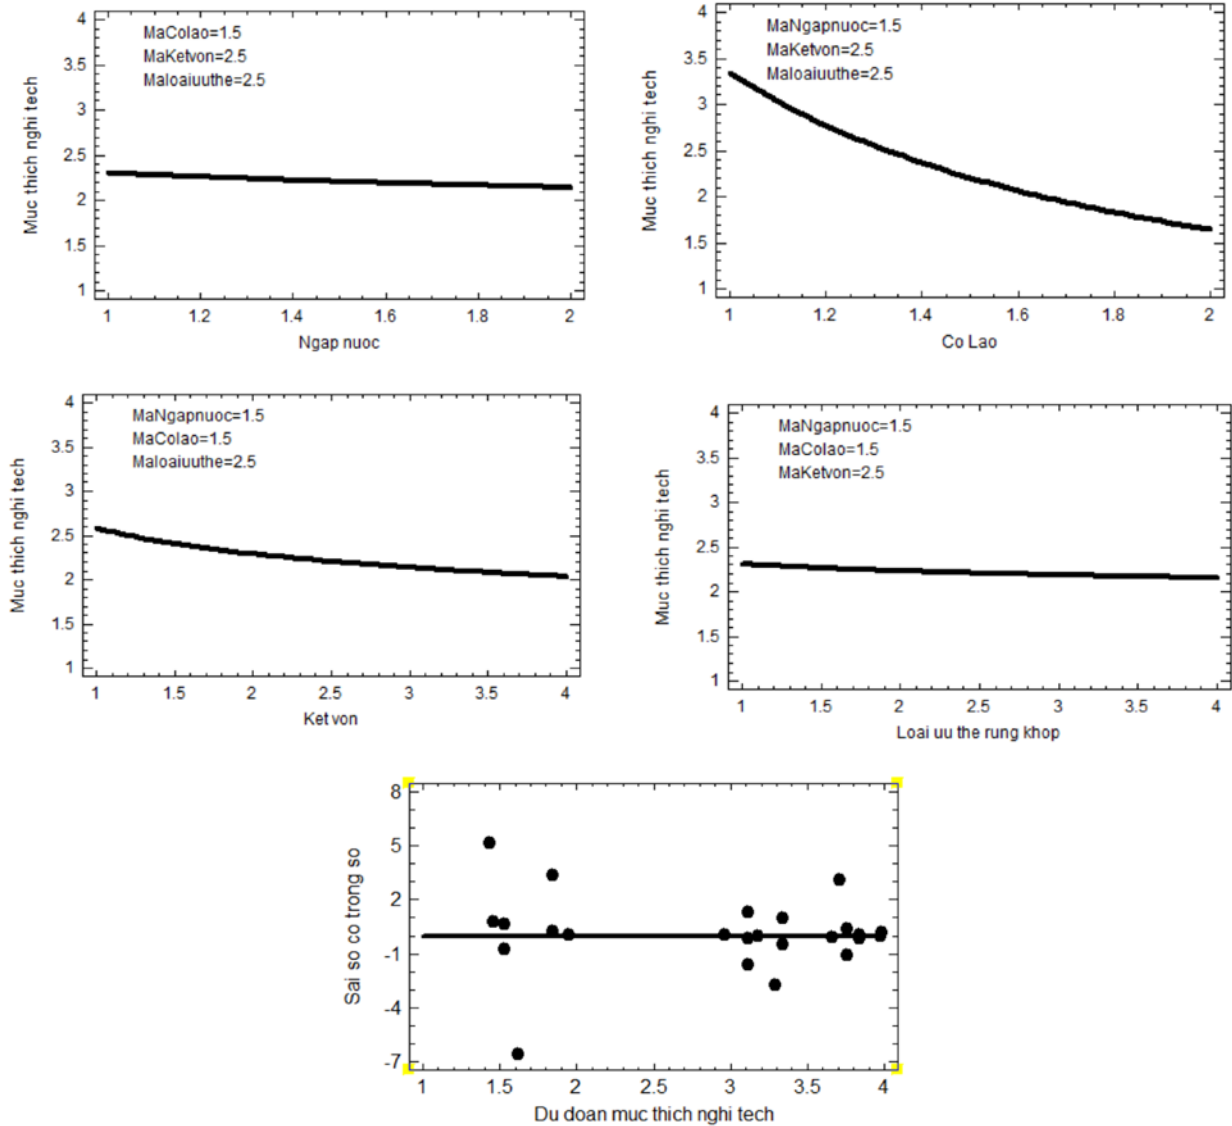 MaColao=1.5
MaKetvon=2.5
Maloaiuuthe=2.5
Muc thich nghi tech
4
3.5
3
2.5
2
1.5
1
1 1.2 1.4 1.6 1.8 2
Ngap nuoc
MaNgapnuoc=1.5
MaKetvon=2.5
Maloaiuuthe=2.5
Muc thich nghi tech
4
3.5
3
2.5
2
1.5
1
1 1.2 1.4 1.6 1.8 2
Co Lao
MaNgapnuoc=1.5
MaColao=1.5
Maloaiuuthe=2.5
Muc thich nghi tech
4
3.5
3
2.5
2
1.5
1
1 1.5 2 2.5 3 3.5 4
Ket von
MaNgapnuoc=1.5
MaColao=1.5
MaKetvon=2.5
Muc thich nghi tech
4
3.5
3
2.5
2
1.5
1
1 1.5 2 2.5 3 3.5 4
Loai uu the rung khop
Sai so co trong so
8
5
2
-1
-4
-7
1 1.5 2 2.5 3 3.5 4
Du doan muc thich nghi tech